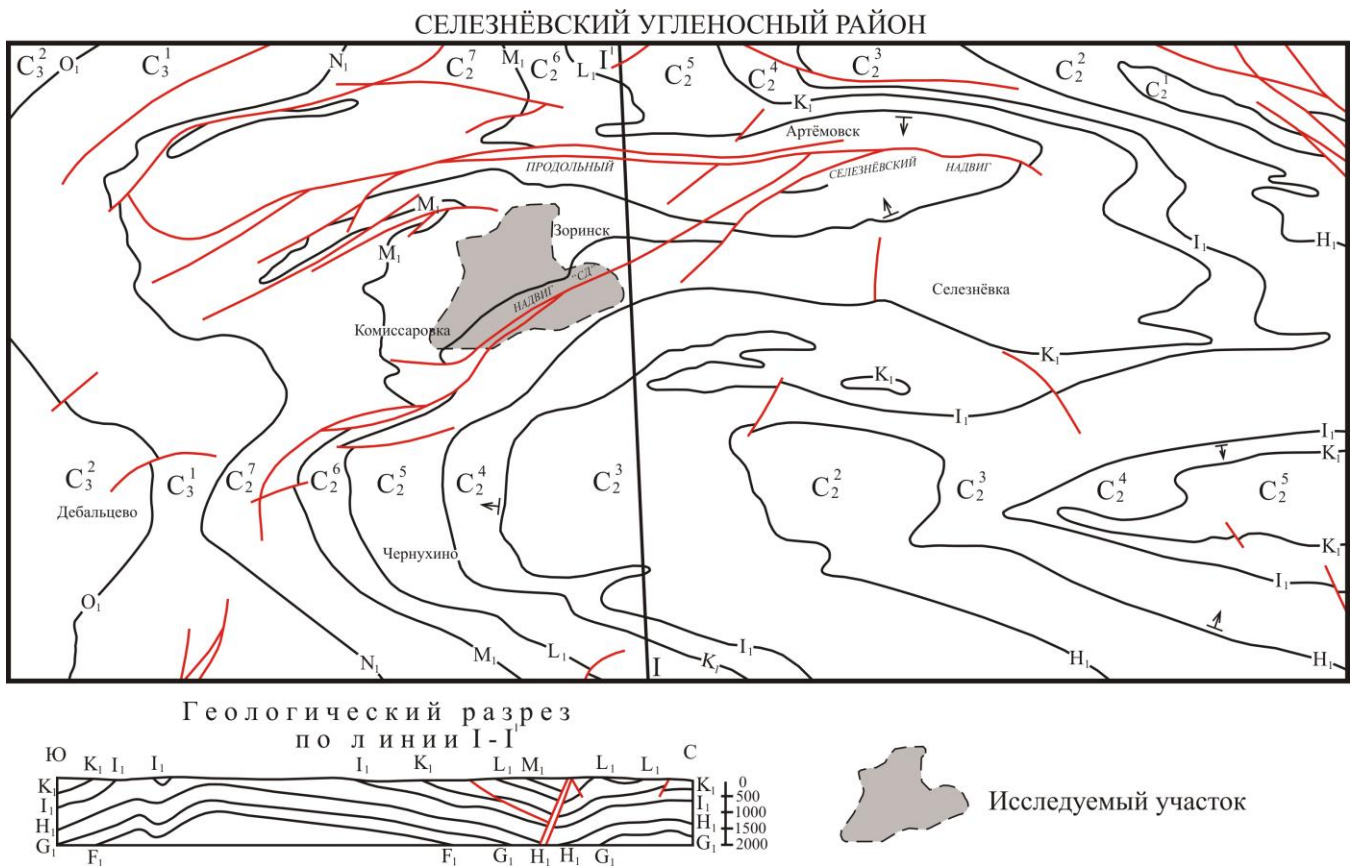 СЕЛЕЗНЁВСКИЙ УГЛЕНОСНЫЙ РАЙОН
C₃² O₁ C₃¹ N₁ C₂⁷ M₁ C₂⁶ L₁ I¹ C₂⁵ C₂⁴ C₂³ C₂² C₂¹
K₁
Артёмовск
ПРОДОЛЬНЫЙ СЕЛЕЗНЁВСКИЙ НАДВИГ
M₁
Зоринск I₁ H₁
M₁
НАДВИГ "СД" Селезнёвка
Комиссаровка
K₁
K₁
I₁
I₁
K₁
C₃² C₃¹ C₂⁷ C₂⁶ C₂⁵ C₂⁴ C₂³ C₂² C₂³ C₂⁴ C₂⁵
Дебальцево
Чернухино K₁
I₁
O₁
N₁ M₁ L₁ I K₁ I₁ H₁ H₁
Геологический разрез
по линии I-I¹
Ю K₁ I₁ I₁ I₁ K₁ L₁ M₁ L₁ L₁ С
K₁ K₁ 0
I₁ I₁ 500
1000
H₁ H₁ 1500
G₁ G₁ 2000
F₁ F₁ G₁ H₁ H₁ G₁
Исследуемый участок